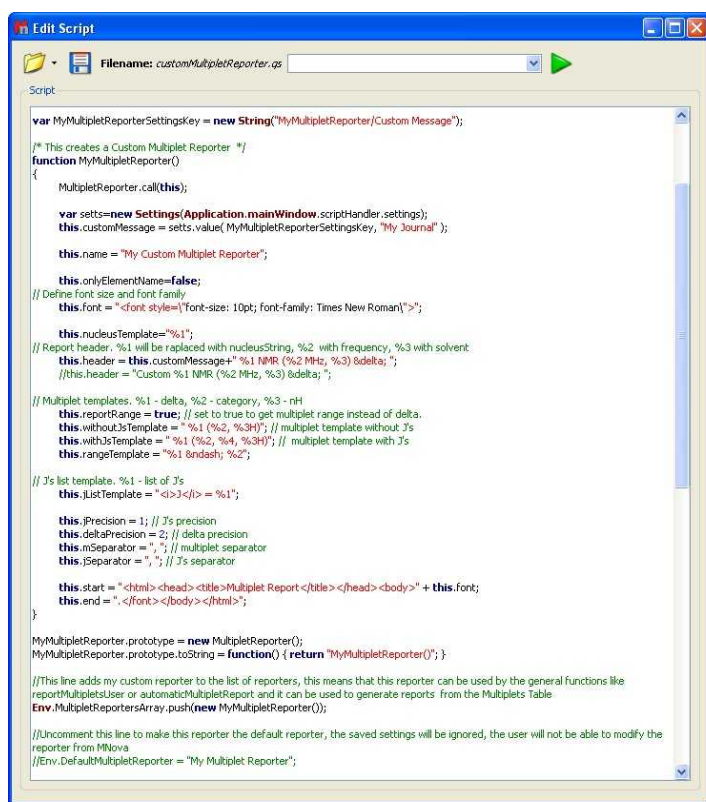 Edit Script
Filename: customMultipletReporter.qs
Script
var MyMultipletReporterSettingsKey = new String("MyMultipletReporter/Custom Message");
/* This creates a Custom Multiplet Reporter */
function MyMultipletReporter()
{
MultipletReporter.call(this);
var setts=new Settings(Application.mainWindow.scriptHandler.settings);
this.customMessage = setts.value( MyMultipletReporterSettingsKey, "My Journal" );
this.name = "My Custom Multiplet Reporter";
this.onlyElementName=false;
// Define font size and font family
this.font = "<font style=\"font-size: 10pt; font-family: Times New Roman\">";
this.nucleusTemplate="%1";
// Report header. %1 will be raplaced with nucleusString, %2 with frequency, %3 with solvent
this.header = this.customMessage+" %1 NMR (%2 MHz, %3) &delta; ";
//this.header = "Custom %1 NMR (%2 MHz, %3) &delta; ";
// Multiplet templates. %1 - delta, %2 - category, %3 - nH
this.reportRange = true; // set to true to get multiplet range instead of delta.
this.withoutJsTemplate = " %1 (%2, %3H)"; // multiplet template without J's
this.withJsTemplate = " %1 (%2, %4, %3H)"; // multiplet template with J's
this.rangeTemplate = "%1 &ndash; %2";
// J's list template. %1 - list of J's
this.jListTemplate = "<i>J</i> = %1";
this.jPrecision = 1; // J's precision
this.deltaPrecision = 2; // delta precision
this.mSeparator = ", "; // multiplet separator
this.jSeparator = ", "; // J's separator
this.start = "<html><head><title>Multiplet Report</title></head><body>" + this.font;
this.end = ".</font></body></html>";
}
MyMultipletReporter.prototype = new MultipletReporter();
MyMultipletReporter.prototype.toString = function() { return "MyMultipletReporter()"; }
//This line adds my custom reporter to the list of reporters, this means that this reporter can be used by the general functions like
reportMultipletsUser or automaticMultipletReport and it can be used to generate reports from the Multiplets Table
Env.MultipletReportersArray.push(new MyMultipletReporter());
//Uncomment this line to make this reporter the default reporter, the saved settings will be ignored, the user will not be able to modify the
reporter from MNova
//Env.DefaultMultipletReporter = "My Multiplet Reporter";